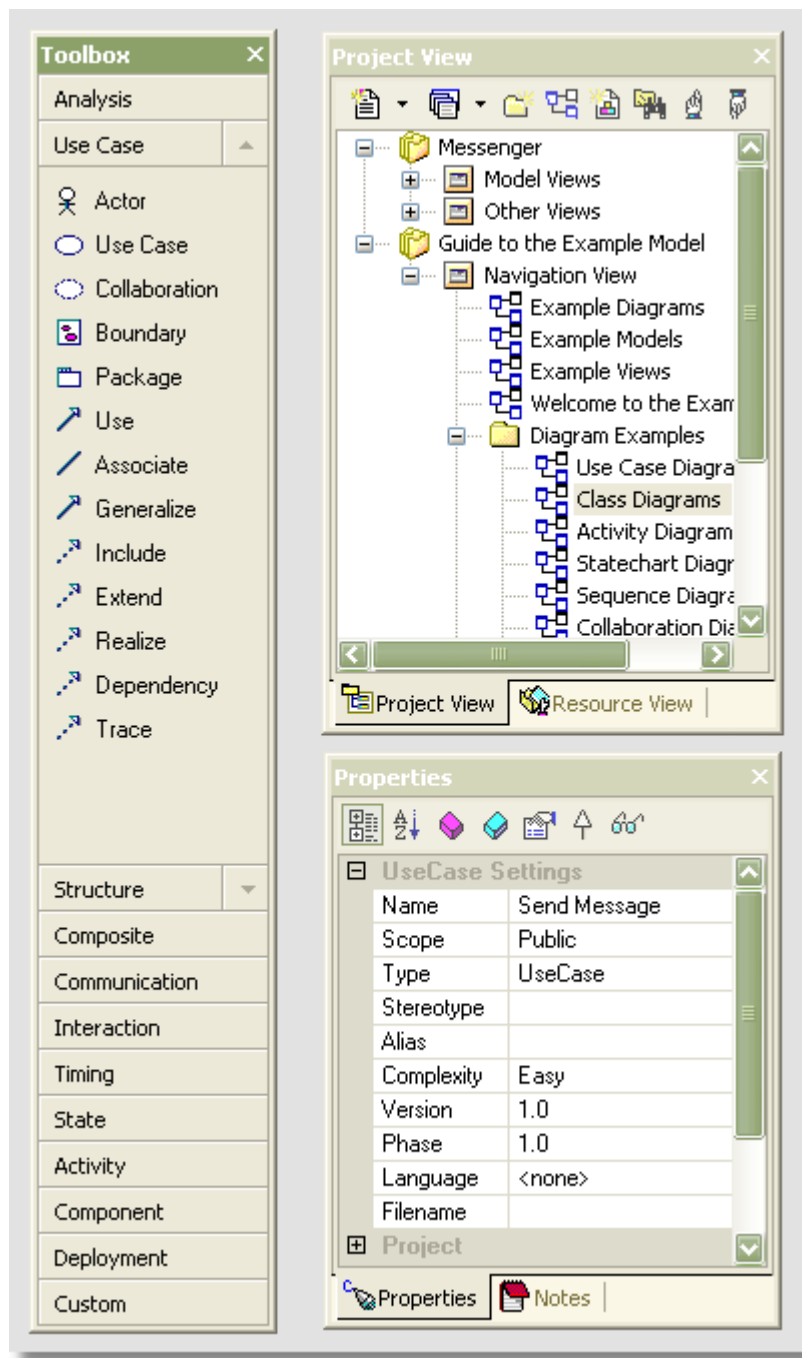 Toolbox
Analysis
Use Case
Actor
Use Case
Collaboration
Boundary
Package
Use
Associate
Generalize
Include
Extend
Realize
Dependency
Trace
Structure
Composite
Communication
Interaction
Timing
State
Activity
Component
Deployment
Custom
Project View
Messenger
Model Views
Other Views
Guide to the Example Model
Navigation View
Example Diagrams
Example Models
Example Views
Welcome to the Exam
Diagram Examples
Use Case Diagra
Class Diagrams
Activity Diagram
Statechart Diagr
Sequence Diagra
Collaboration Dia
Project View Resource View
Properties
UseCase Settings
Name Send Message
Scope Public
Type UseCase
Stereotype
Alias
Complexity Easy
Version 1.0
Phase 1.0
Language <none>
Filename
Project
Properties Notes